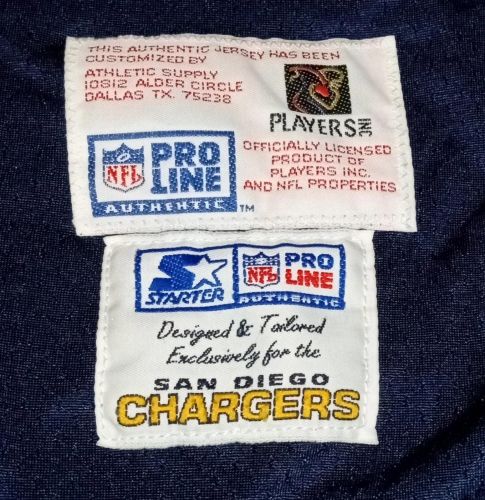 THIS AUTHENTIC JERSEY HAS BEEN
CUSTOMIZED BY
ATHLETIC SUPPLY
10812 ALDER CIRCLE
DALLAS TX. 75238
PLAYERS INC
OFFICIALLY LICENSED
PRODUCT OF
PLAYERS INC.
AND NFL PROPERTIES
NFL
PRO
LINE
AUTHENTIC ™
STARTER
NFL
PRO
LINE
AUTHENTIC
Designed & Tailored
Exclusively for the
SAN DIEGO
CHARGERS